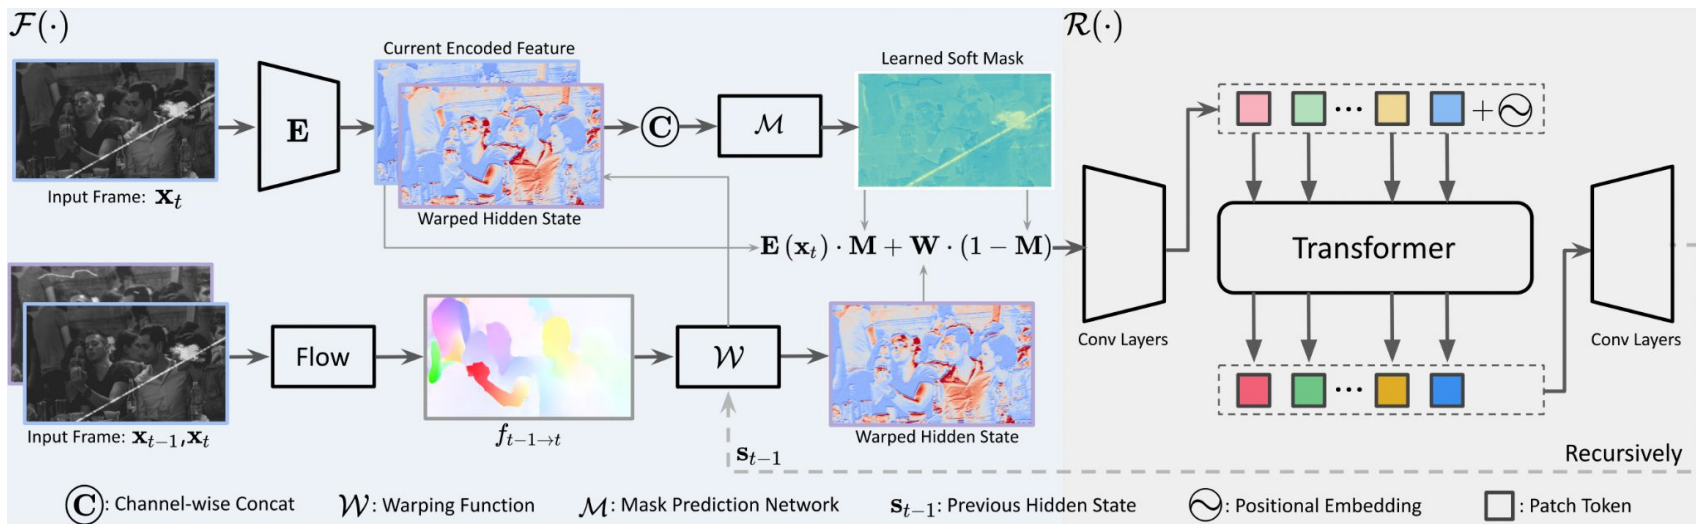 𝓕(·)
𝓡(·)
Current Encoded Feature
Learned Soft Mask
E
C
𝓜
+
Input Frame: x_t
Warped Hidden State
E (x_t) · M + W · (1 − M)
Transformer
Flow
𝓦
Conv Layers
Conv Layers
Input Frame: x_{t−1}, x_t
f_{t−1→t}
Warped Hidden State
s_{t−1}
Recursively
C : Channel-wise Concat
𝓦: Warping Function
𝓜: Mask Prediction Network
s_{t−1}: Previous Hidden State
: Positional Embedding
: Patch Token